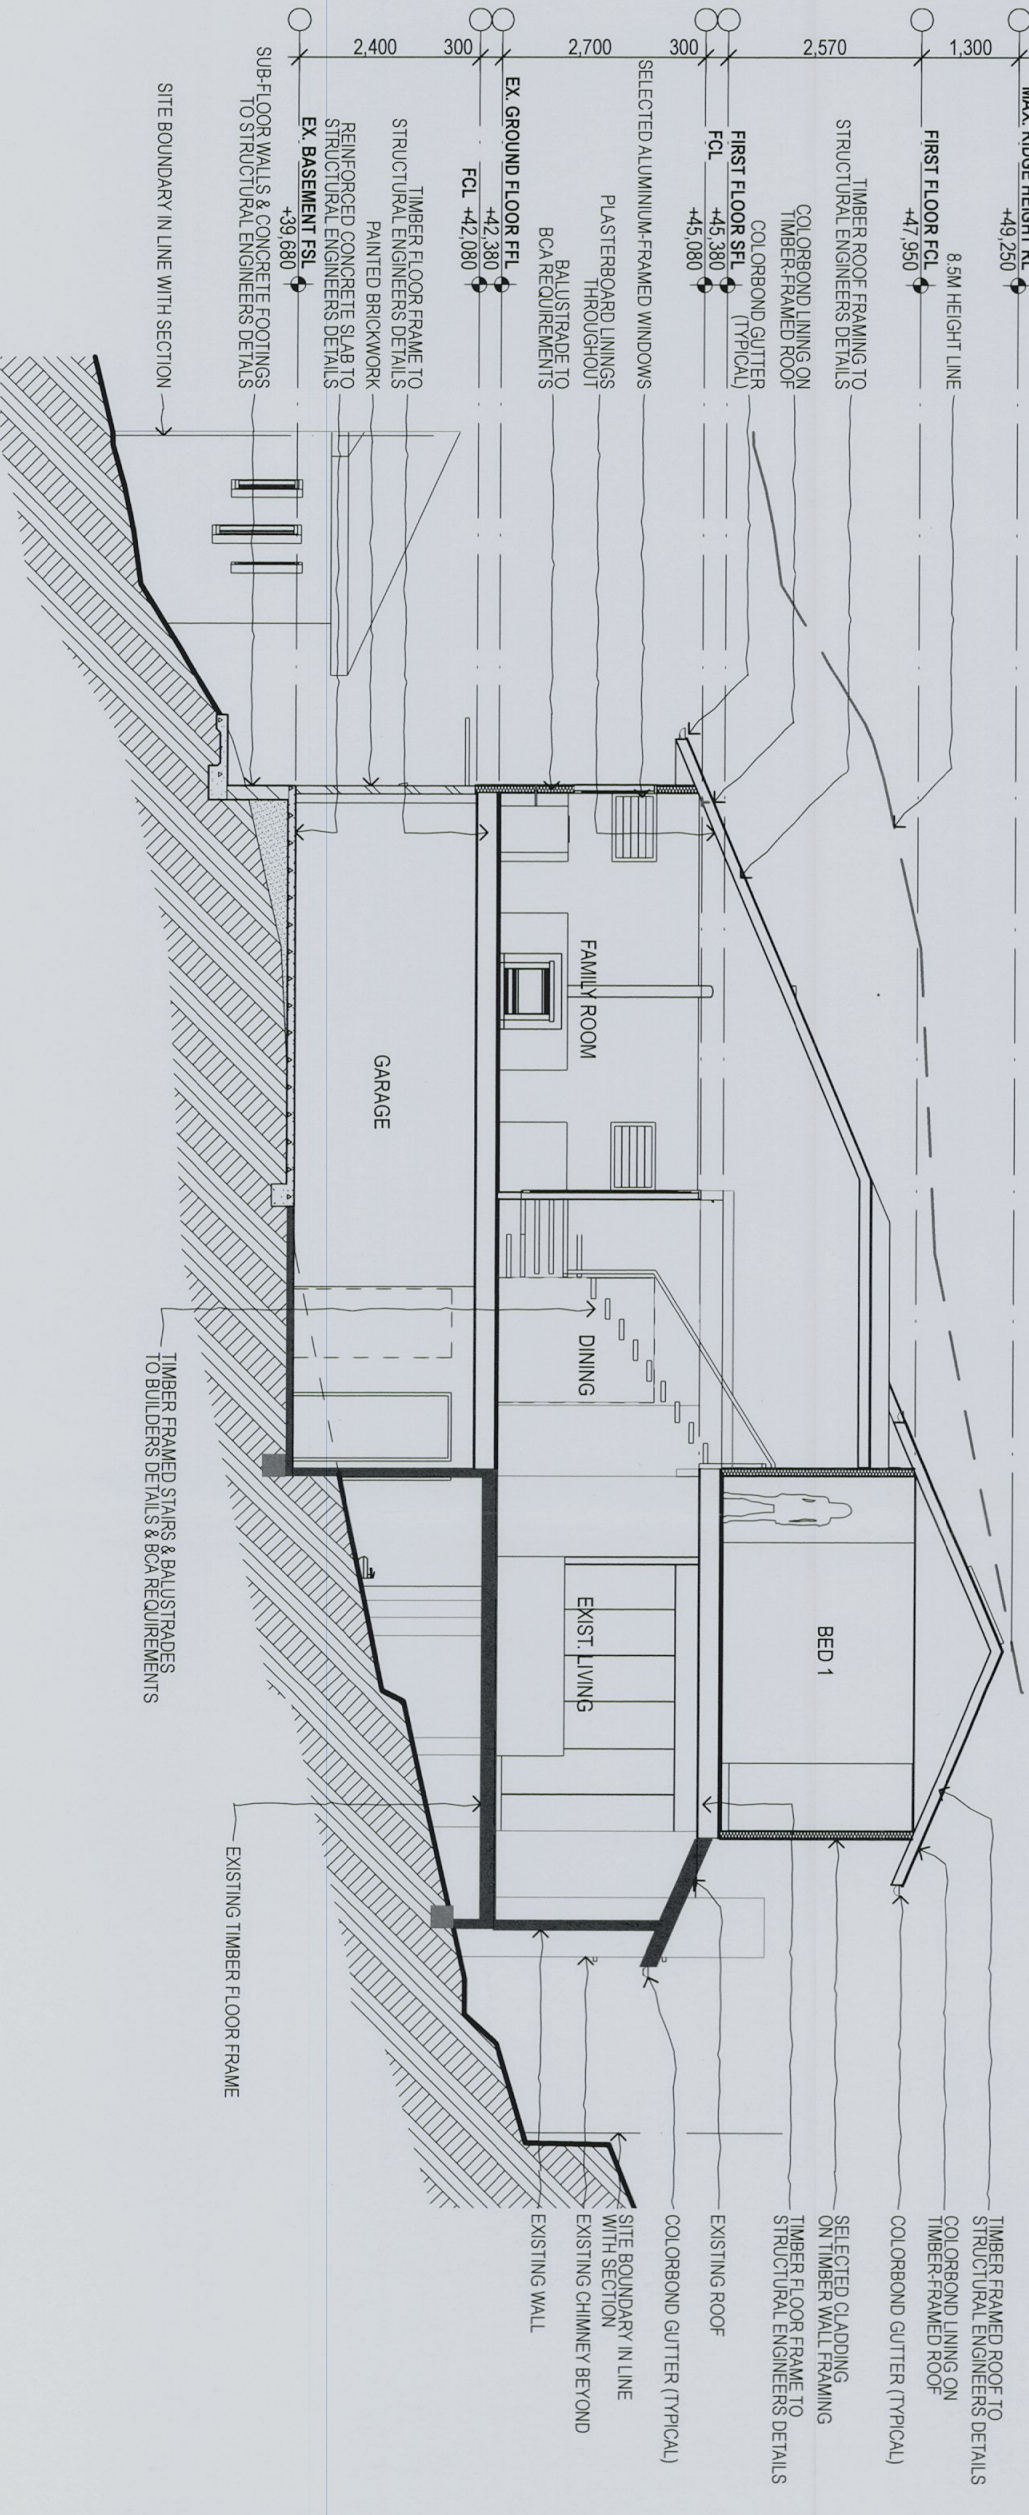 MAX. RIDGE HEIGHT RL
+49,250
1,300
FIRST FLOOR FCL
+47,950
2,570
FIRST FLOOR SFL
+45,380
FCL
+45,080
300
2,700
EX. GROUND FLOOR FFL
+42,380
FCL +42,080
300
2,400
EX. BASEMENT FSL
+39,680
8.5M HEIGHT LINE
TIMBER ROOF FRAMING TO
STRUCTURAL ENGINEERS DETAILS
COLORBOND LINING ON
TIMBER-FRAMED ROOF
COLORBOND GUTTER
(TYPICAL)
SELECTED ALUMINIUM-FRAMED WINDOWS
PLASTERBOARD LININGS
THROUGHOUT
BALUSTRADE TO
BCA REQUIREMENTS
TIMBER FLOOR FRAME TO
STRUCTURAL ENGINEERS DETAILS
PAINTED BRICKWORK
REINFORCED CONCRETE SLAB TO
STRUCTURAL ENGINEERS DETAILS
SUB-FLOOR WALLS & CONCRETE FOOTINGS
TO STRUCTURAL ENGINEERS DETALS
SITE BOUNDARY IN LINE WITH SECTION
FAMILY ROOM
GARAGE
DINING
BED 1
EXIST. LIVING
TIMBER FRAMED STAIRS & BALUSTRADES
TO BUILDERS DETAILS & BCA REQUIREMENTS
EXISTING TIMBER FLOOR FRAME
TIMBER FRAMED ROOF TO
STRUCTURAL ENGINEERS DETAILS
COLORBOND LINING ON
TIMBER-FRAMED ROOF
COLORBOND GUTTER (TYPICAL)
SELECTED CLADDING
ON TIMBER WALL FRAMING
TIMBER FLOOR FRAME TO
STRUCTURAL ENGINEERS DETAILS
EXISTING ROOF
COLORBOND GUTTER (TYPICAL)
SITE BOUNDARY IN LINE
WITH SECTION
EXISTING CHIMNEY BEYOND
EXISTING WALL